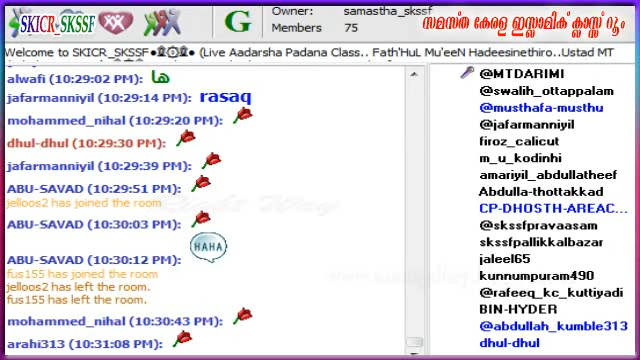 SKICR_SKSSF
Owner: samastha_skssf
Members 75
സമസ്ത കേരള ഇസ്ലാമിക് ക്ലാസ്സ് റൂം
Welcome to SKICR_SKSSF (Live Aadarsha Padana Class.. Fath'HuL Mu'eeN Hadeesinethiro..Ustad MT
alwafi (10:29:02 PM): ها
jafarmanniyil (10:29:14 PM): rasaq
mohammed_nihal (10:29:20 PM):
dhul-dhul (10:29:30 PM):
jafarmanniyil (10:29:39 PM):
ABU-SAVAD (10:29:51 PM):
jelloos2 has joined the room
ABU-SAVAD (10:30:03 PM):
HAHA
ABU-SAVAD (10:30:12 PM):
fus155 has joined the room
jelloos2 has left the room.
fus155 has left the room.
mohammed_nihal (10:30:43 PM):
arahi313 (10:31:08 PM):
@MTDARIMI
@swalih_ottappalam
@musthafa-musthu
@jafarmanniyil
firoz_calicut
m_u_kodinhi
amariyil_abdullatheef
Abdulla-thottakkad
CP-DHOSTH-AREAC...
@skssfpravaasam
skssfpallikkalbazar
jaleel65
kunnumpuram490
@rafeeq_kc_kuttiyadi
BIN-HYDER
@abdullah_kumble313
dhul-dhul